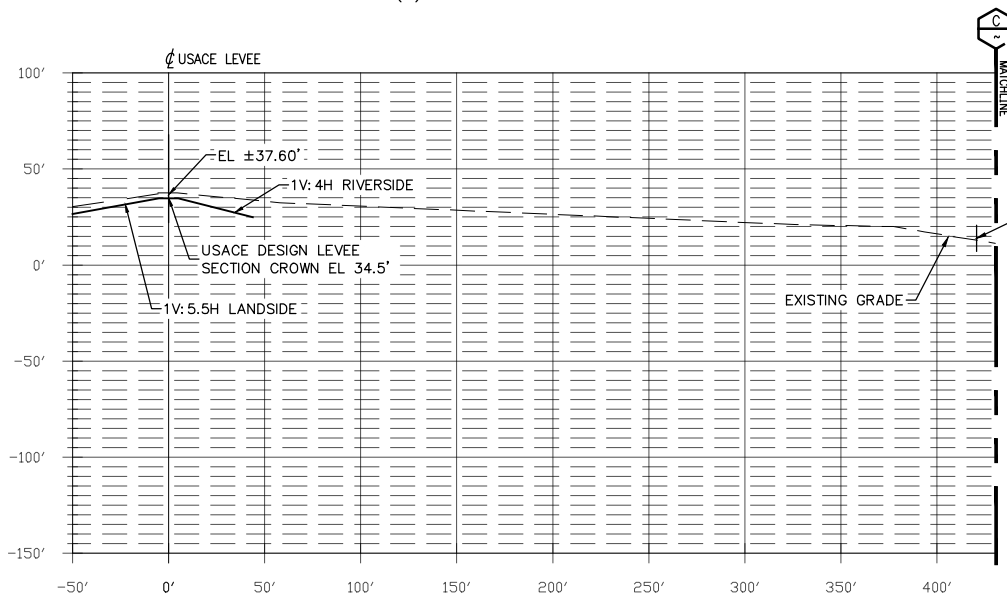 C
~
MATCHLINE
℄ USACE LEVEE
100'
50'
0'
-50'
-100'
-150'
EL ±37.60'
1V:4H RIVERSIDE
USACE DESIGN LEVEE
SECTION CROWN EL 34.5'
1V:5.5H LANDSIDE
EXISTING GRADE
-50'
0'
50'
100'
150'
200'
250'
300'
350'
400'